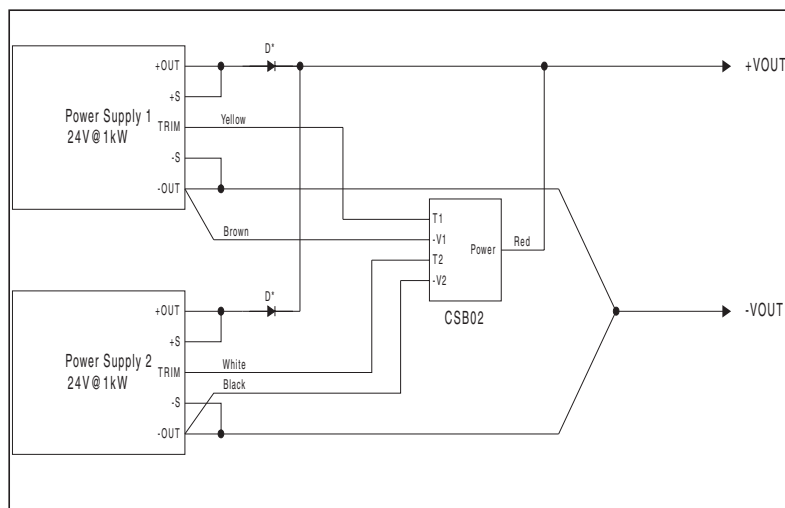 +OUT
D*
+VOUT
+S
Power Supply 1
24V@1kW
TRIM
Yellow
-S
-OUT
Brown
T1
-V1
T2
-V2
Power
Red
CSB02
+OUT
D*
-VOUT
+S
Power Supply 2
24V@1kW
TRIM
White
Black
-S
-OUT